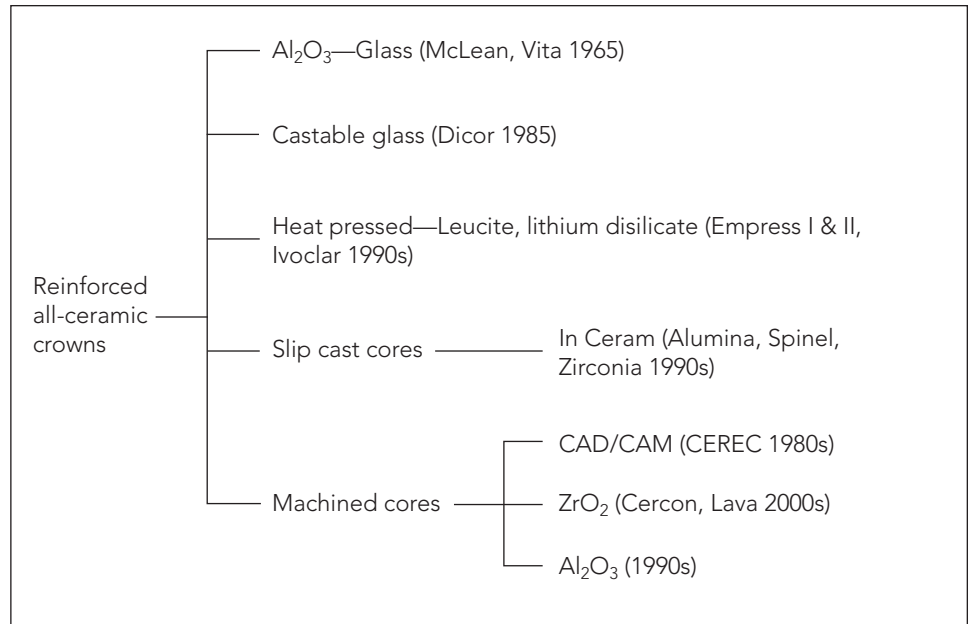 Al₂O₃—Glass (McLean, Vita 1965)
Castable glass (Dicor 1985)
Heat pressed—Leucite, lithium disilicate (Empress I & II,
Ivoclar 1990s)
Reinforced
all-ceramic
crowns
Slip cast cores
In Ceram (Alumina, Spinel,
Zirconia 1990s)
Machined cores
CAD/CAM (CEREC 1980s)
ZrO₂ (Cercon, Lava 2000s)
Al₂O₃ (1990s)